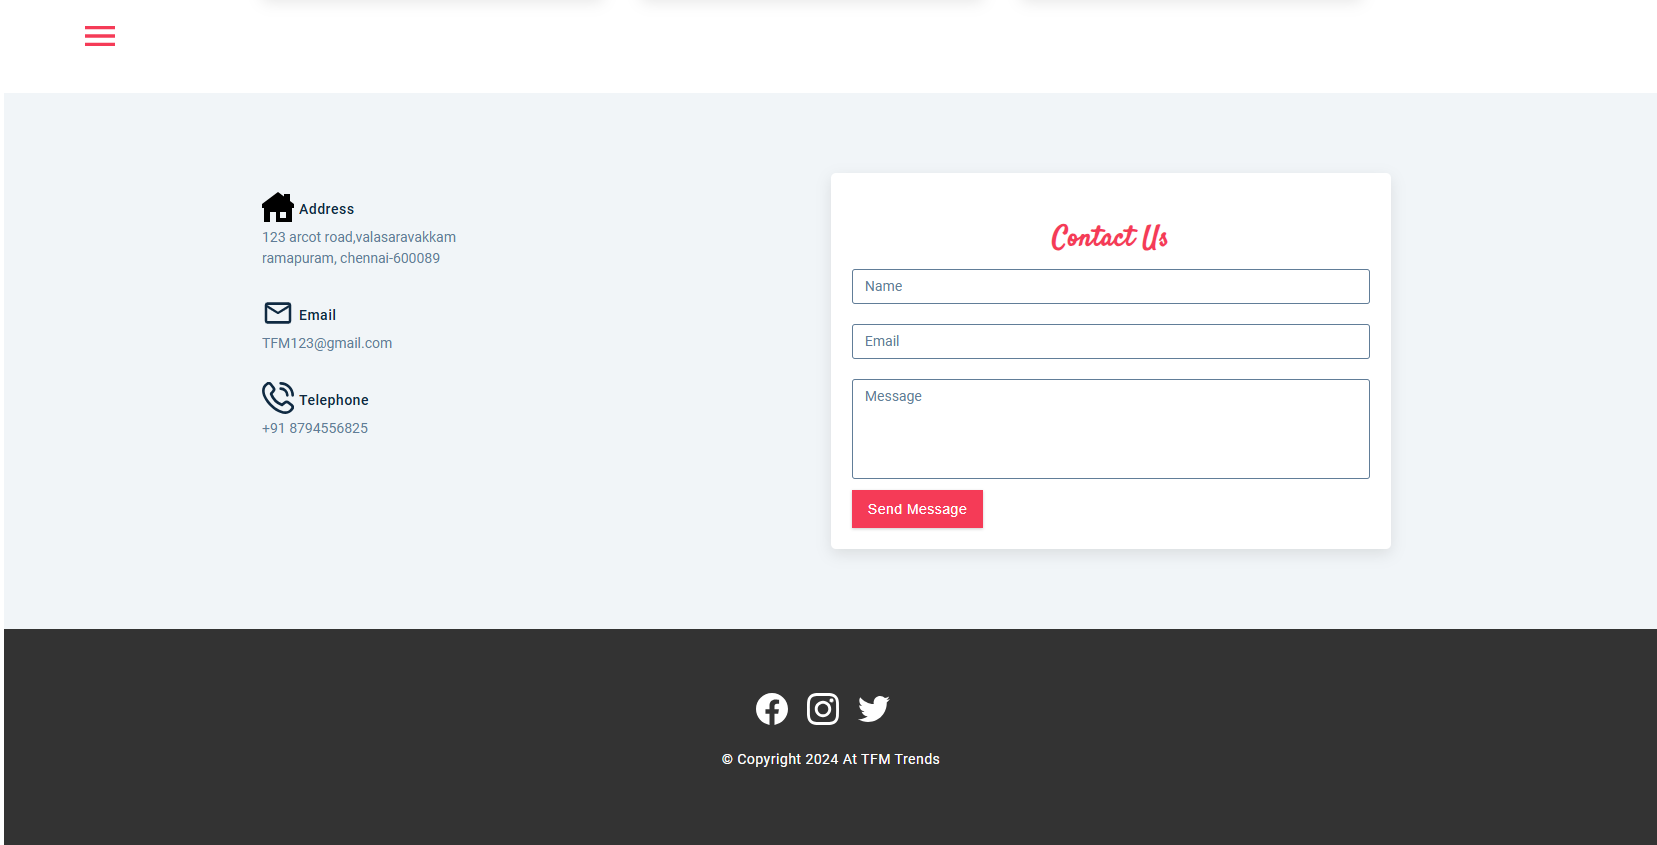 Address
123 arcot road,valasaravakkam
ramapuram, chennai-600089
Email
TFM123@gmail.com
Telephone
+91 8794556825
Contact Us
Name
Email
Message
Send Message
© Copyright 2024 At TFM Trends